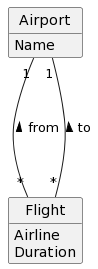 Airport
Name
1 1
from to
* *
Flight
Airline
Duration